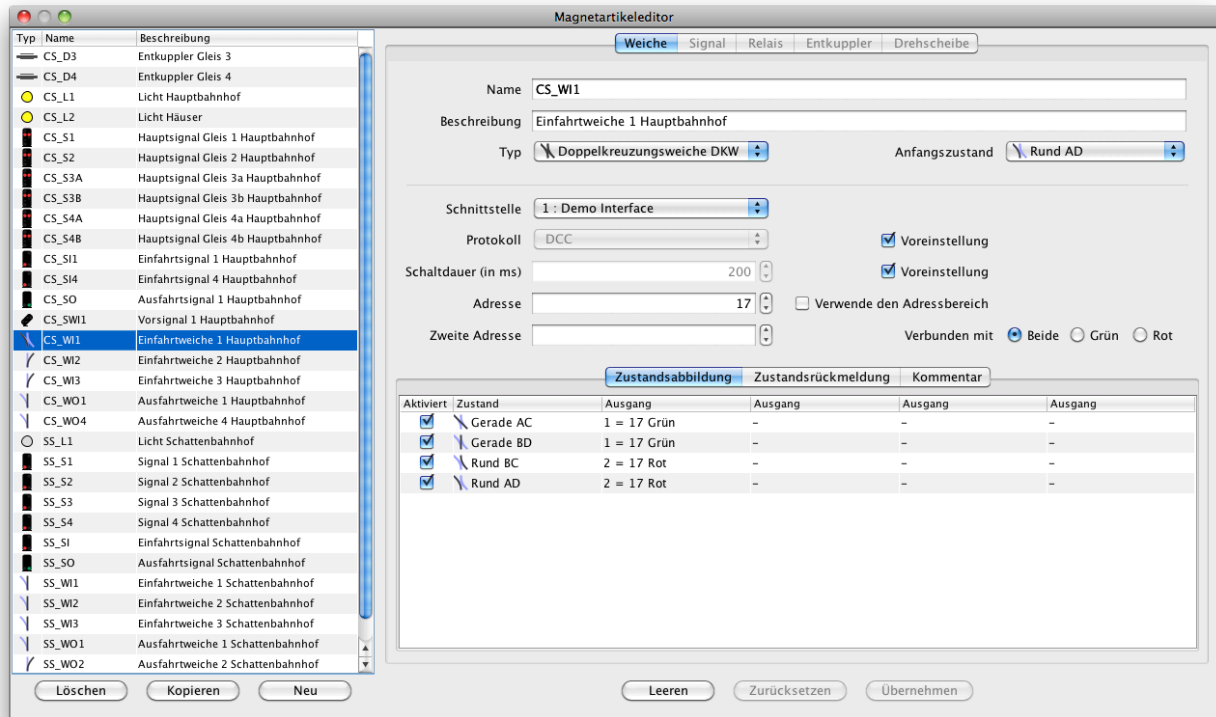 Magnetartikeleditor
Typ Name Beschreibung
CS_D3 Entkuppler Gleis 3
CS_D4 Entkuppler Gleis 4
CS_L1 Licht Hauptbahnhof
CS_L2 Licht Häuser
CS_S1 Hauptsignal Gleis 1 Hauptbahnhof
CS_S2 Hauptsignal Gleis 2 Hauptbahnhof
CS_S3A Hauptsignal Gleis 3a Hauptbahnhof
CS_S3B Hauptsignal Gleis 3b Hauptbahnhof
CS_S4A Hauptsignal Gleis 4a Hauptbahnhof
CS_S4B Hauptsignal Gleis 4b Hauptbahnhof
CS_SI1 Einfahrtsignal 1 Hauptbahnhof
CS_SI4 Einfahrtsignal 4 Hauptbahnhof
CS_SO Ausfahrtsignal 1 Hauptbahnhof
CS_SWI1 Vorsignal 1 Hauptbahnhof
CS_WI1 Einfahrtweiche 1 Hauptbahnhof
CS_WI2 Einfahrtweiche 2 Hauptbahnhof
CS_WI3 Einfahrtweiche 3 Hauptbahnhof
CS_WO1 Ausfahrtweiche 1 Hauptbahnhof
CS_WO4 Ausfahrtweiche 4 Hauptbahnhof
SS_L1 Licht Schattenbahnhof
SS_S1 Signal 1 Schattenbahnhof
SS_S2 Signal 2 Schattenbahnhof
SS_S3 Signal 3 Schattenbahnhof
SS_S4 Signal 4 Schattenbahnhof
SS_SI Einfahrtsignal Schattenbahnhof
SS_SO Ausfahrtsignal Schattenbahnhof
SS_WI1 Einfahrtweiche 1 Schattenbahnhof
SS_WI2 Einfahrtweiche 2 Schattenbahnhof
SS_WI3 Einfahrtweiche 3 Schattenbahnhof
SS_WO1 Ausfahrtweiche 1 Schattenbahnhof
SS_WO2 Ausfahrtweiche 2 Schattenbahnhof
Löschen Kopieren Neu
Weiche Signal Relais Entkuppler Drehscheibe
Name CS_WI1
Beschreibung Einfahrtweiche 1 Hauptbahnhof
Typ Doppelkreuzungsweiche DKW Anfangszustand Rund AD
Schnittstelle 1 : Demo Interface
Protokoll DCC Voreinstellung
Schaltdauer (in ms) 200 Voreinstellung
Adresse 17 Verwende den Adressbereich
Zweite Adresse Verbunden mit Beide Grün Rot
Zustandsabbildung Zustandsrückmeldung Kommentar
Aktiviert Zustand Ausgang Ausgang Ausgang Ausgang
Gerade AC 1 = 17 Grün – – –
Gerade BD 1 = 17 Grün – – –
Rund BC 2 = 17 Rot – – –
Rund AD 2 = 17 Rot – – –
Leeren Zurücksetzen Übernehmen